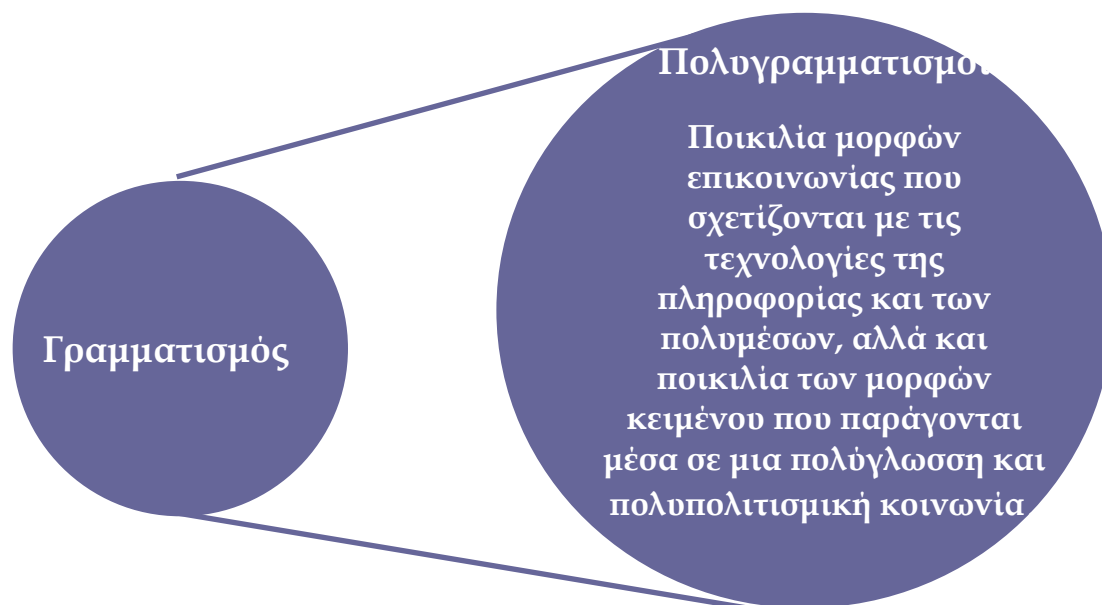 Πολυγραμματισμοί
Ποικιλία μορφών
επικοινωνίας που
σχετίζονται με τις
τεχνολογίες της
πληροφορίας και των
πολυμέσων, αλλά και
ποικιλία των μορφών
κειμένου που παράγονται
μέσα σε μια πολύγλωσση και
πολυπολιτισμική κοινωνία
Γραμματισμός